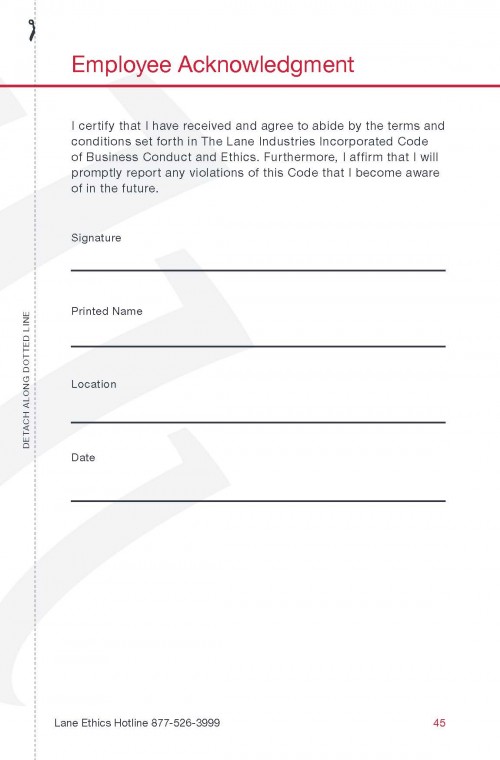 Employee Acknowledgment
I certify that I have received and agree to abide by the terms and
conditions set forth in The Lane Industries Incorporated Code
of Business Conduct and Ethics. Furthermore, I affirm that I will
promptly report any violations of this Code that I become aware
of in the future.
Signature
Printed Name
Location
Date
DETACH ALONG DOTTED LINE
Lane Ethics Hotline 877-526-3999
45